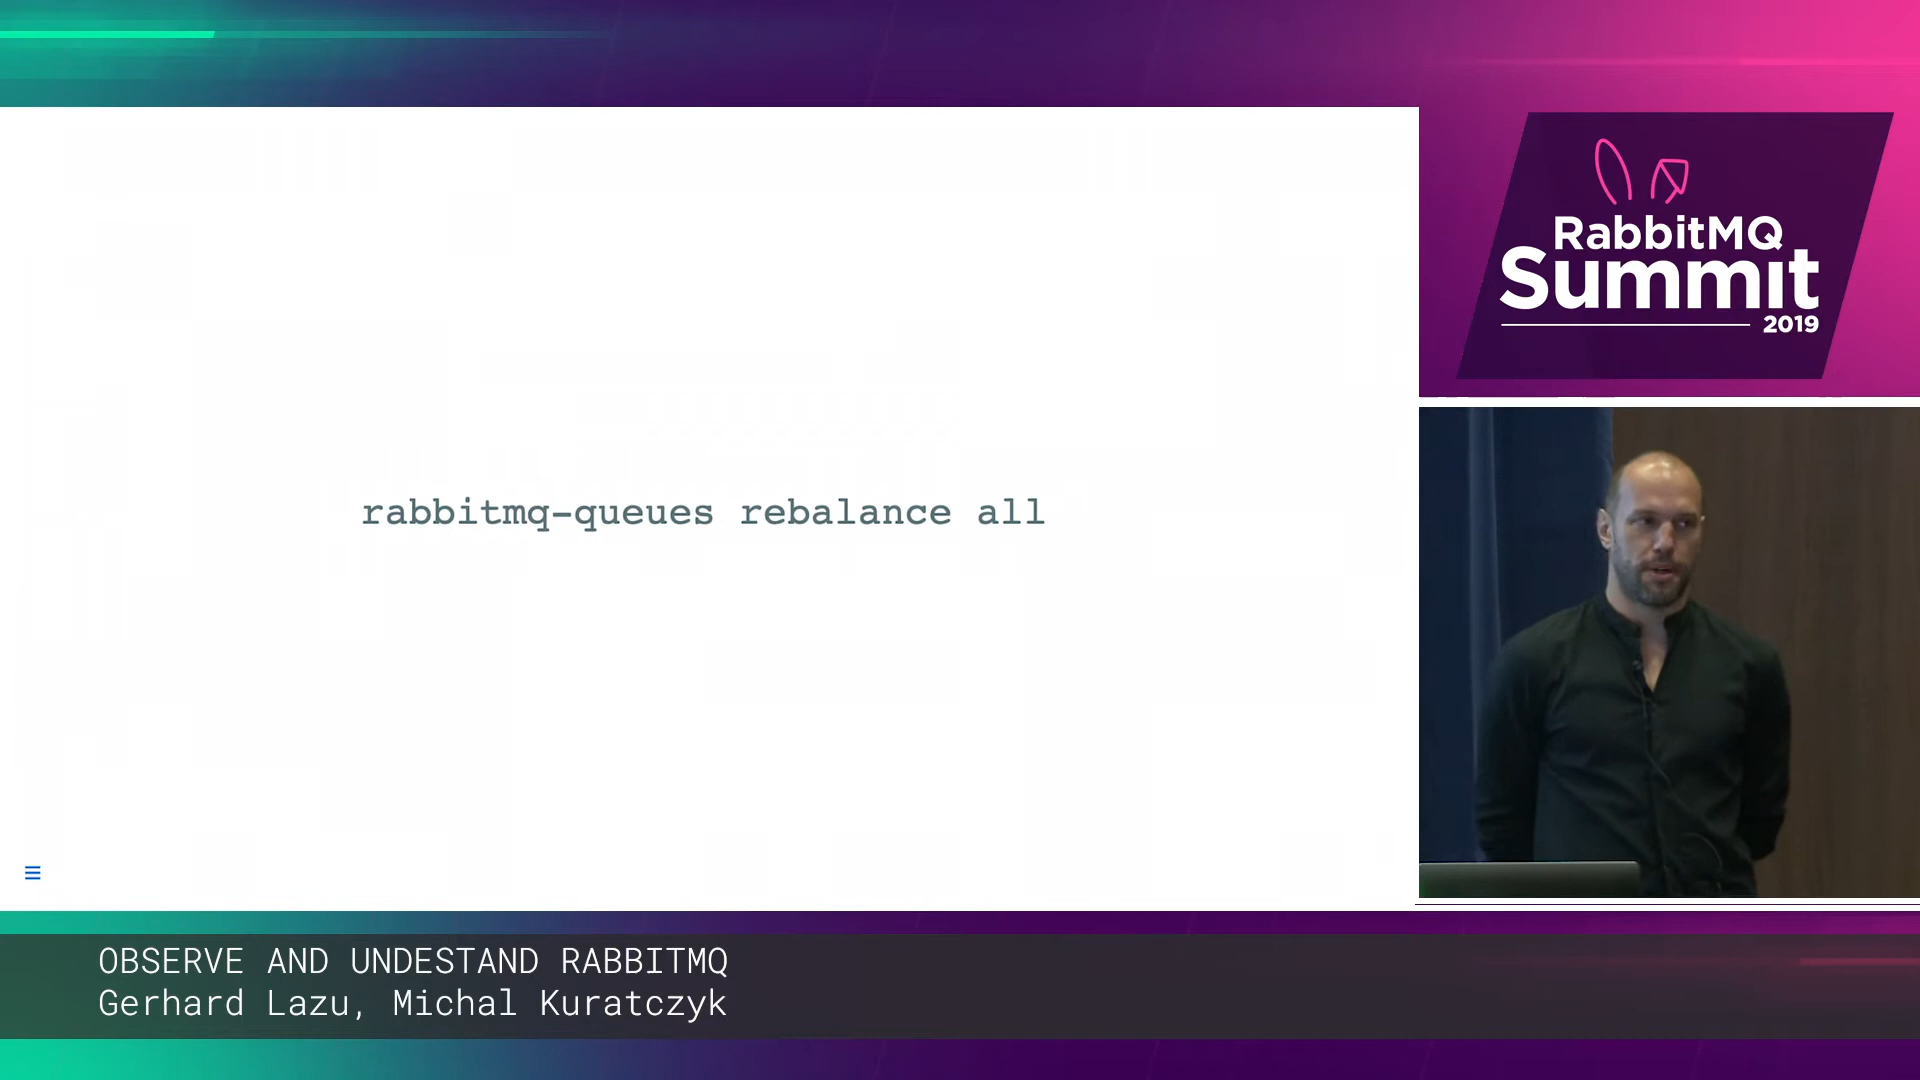 RabbitMQ
Summit
2019
rabbitmq-queues rebalance all
OBSERVE AND UNDESTAND RABBITMQ
Gerhard Lazu, Michal Kuratczyk